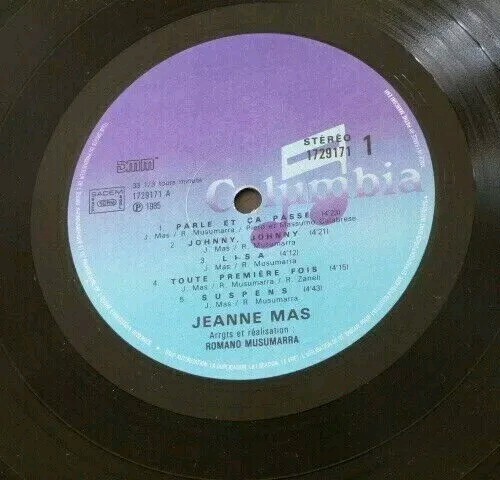 STÉRÉO
1729171 1
DMM
33 1/3 tours minute
SACEM
1729171 A
℗ 1985
Columbia
1 PARLE ET ÇA PASSE (4'23)
J. Mas / J. Musumarra / Piero et Massimo Calabrese
2 JOHNNY, JOHNNY (4'21)
J. Mas / R. Musumarra
3 LISA (4'12)
J. Mas / R. Musumarra
4 TOUTE PREMIÈRE FOIS (4'15)
J. Mas / R. Musumarra / R. Zaneli
5 SUSPENS (4'43)
J. Mas / R. Musumarra
JEANNE MAS
Arrgts et réalisation
ROMANO MUSUMARRA